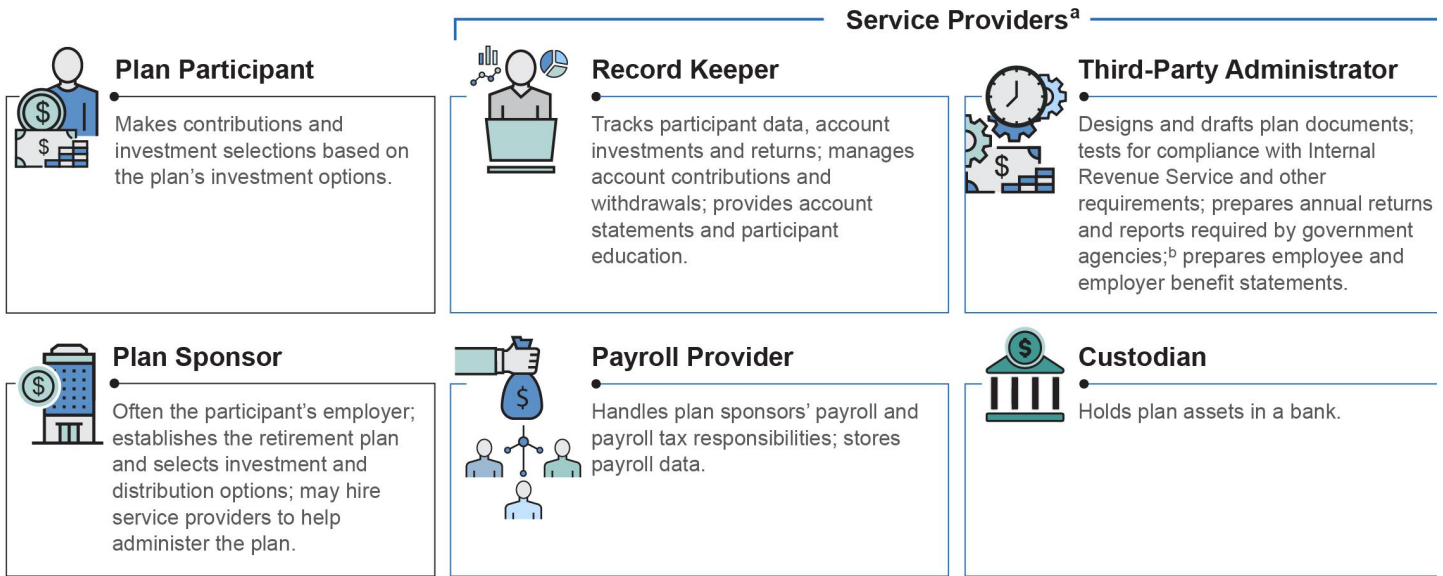 Service Providersᵃ
Plan Participant
Makes contributions and
investment selections based on
the plan’s investment options.
Record Keeper
Tracks participant data, account
investments and returns; manages
account contributions and
withdrawals; provides account
statements and participant
education.
Third-Party Administrator
Designs and drafts plan documents;
tests for compliance with Internal
Revenue Service and other
requirements; prepares annual returns
and reports required by government
agencies;ᵇ prepares employee and
employer benefit statements.
Plan Sponsor
Often the participant’s employer;
establishes the retirement plan
and selects investment and
distribution options; may hire
service providers to help
administer the plan.
Payroll Provider
Handles plan sponsors’ payroll and
payroll tax responsibilities; stores
payroll data.
Custodian
Holds plan assets in a bank.